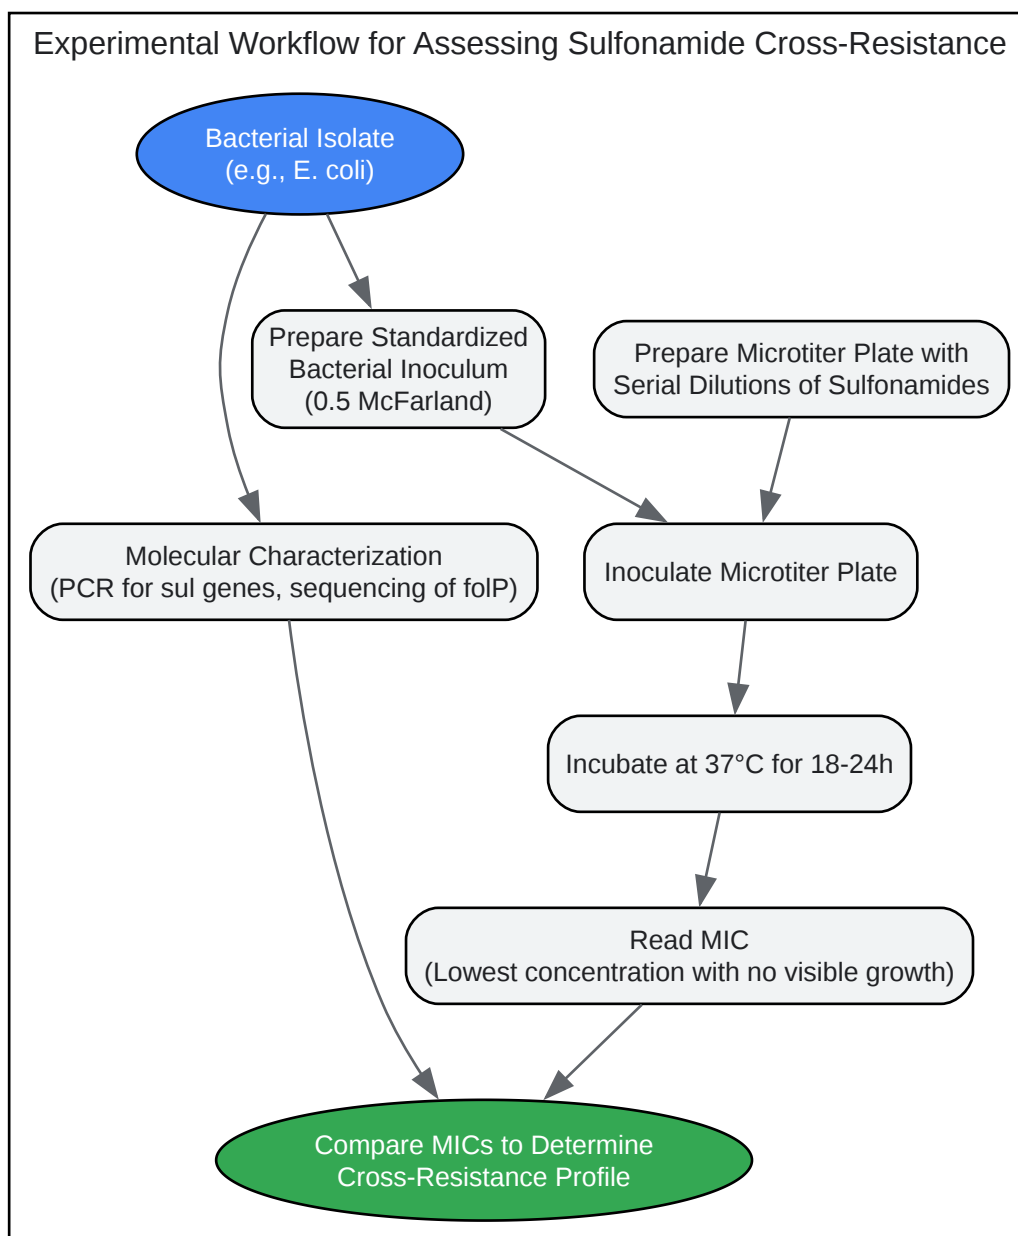 Experimental Workflow for Assessing Sulfonamide Cross-Resistance
Bacterial Isolate
(e.g., E. coli)
Prepare Standardized
Bacterial Inoculum
(0.5 McFarland)
Prepare Microtiter Plate with
Serial Dilutions of Sulfonamides
Molecular Characterization
(PCR for sul genes, sequencing of folP)
Inoculate Microtiter Plate
Incubate at 37°C for 18-24h
Read MIC
(Lowest concentration with no visible growth)
Compare MICs to Determine
Cross-Resistance Profile